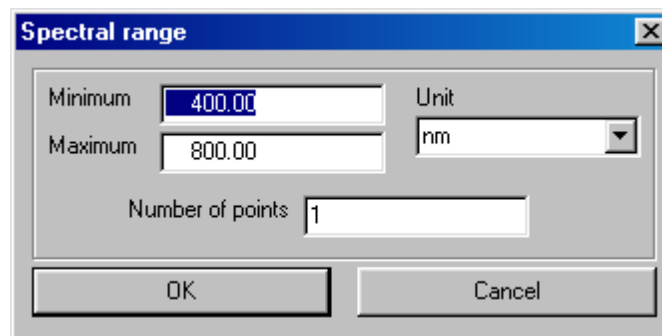 Spectral range
Minimum 400.00 Unit
Maximum 800.00 nm
Number of points 1
OK Cancel